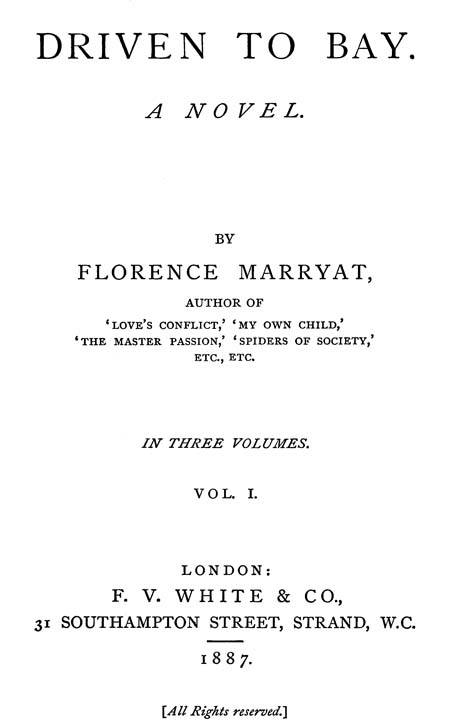 DRIVEN TO BAY.
A NOVEL.
BY
FLORENCE MARRYAT,
AUTHOR OF
‘LOVE’S CONFLICT,’ ‘MY OWN CHILD,’
‘THE MASTER PASSION,’ ‘SPIDERS OF SOCIETY,’
ETC., ETC.
IN THREE VOLUMES.
VOL. I.
LONDON:
F. V. WHITE & CO.,
31 SOUTHAMPTON STREET, STRAND, W.C.
1887.
[All Rights reserved.]